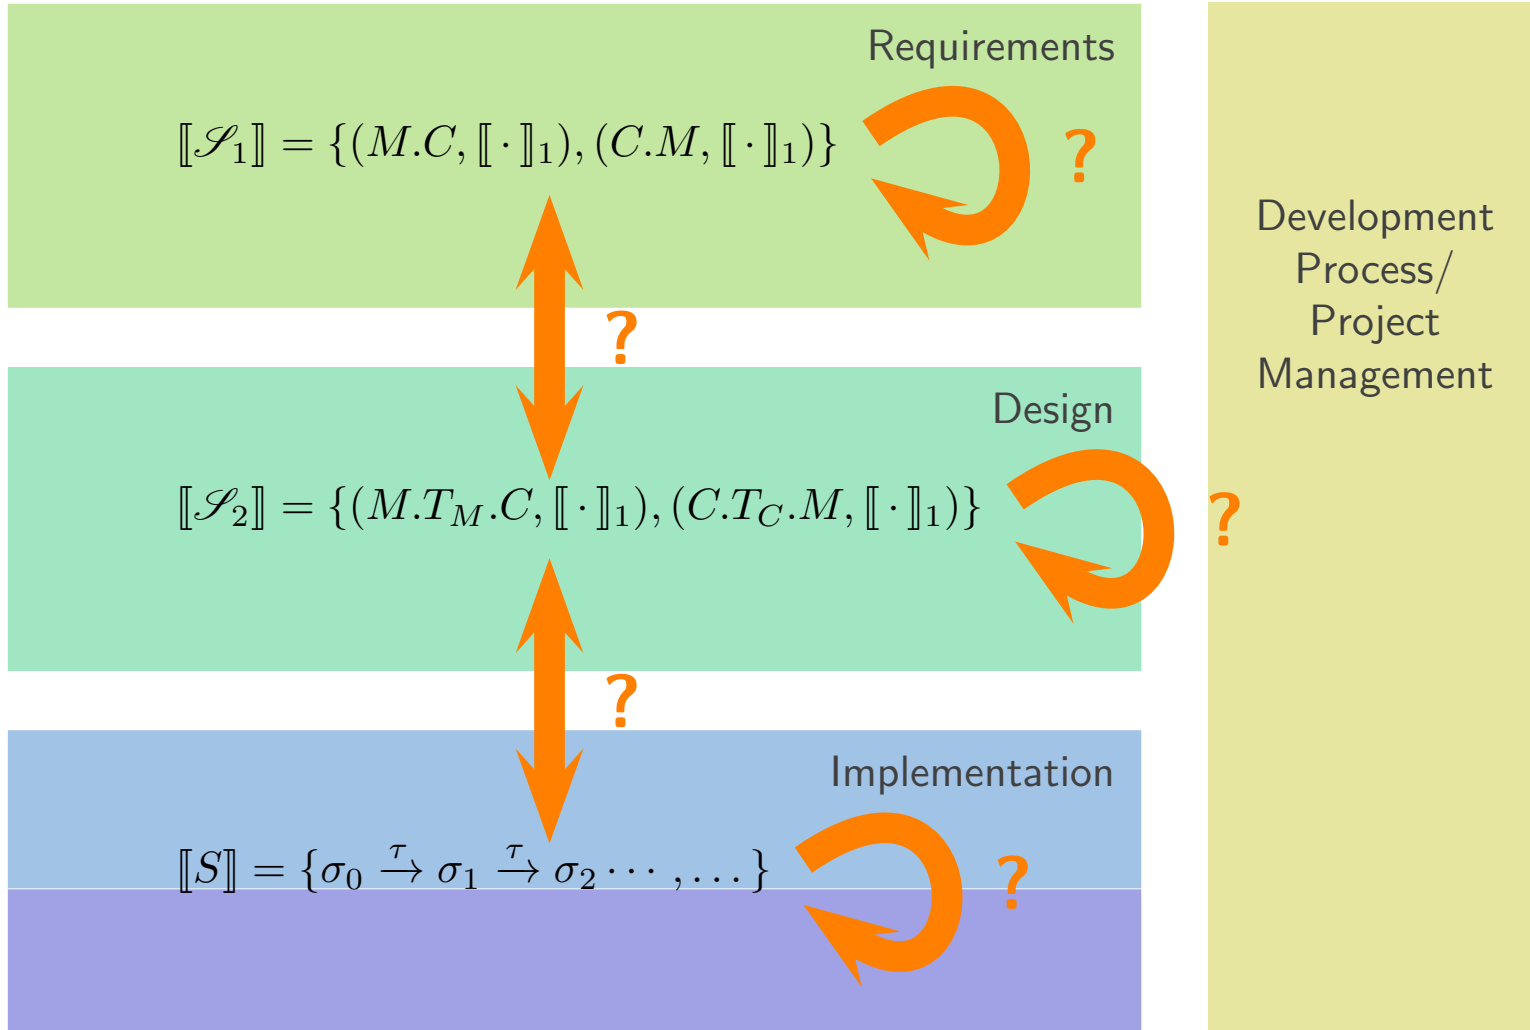 Requirements
⟦𝒮₁⟧ = {(M.C, ⟦ · ⟧₁), (C.M, ⟦ · ⟧₁)}
?
?
Design
⟦𝒮₂⟧ = {(M.T_M.C, ⟦ · ⟧₁), (C.T_C.M, ⟦ · ⟧₁)}
?
?
Implementation
⟦S⟧ = {σ₀ →^τ σ₁ →^τ σ₂ ⋯ , … }
?
Development
Process/
Project
Management